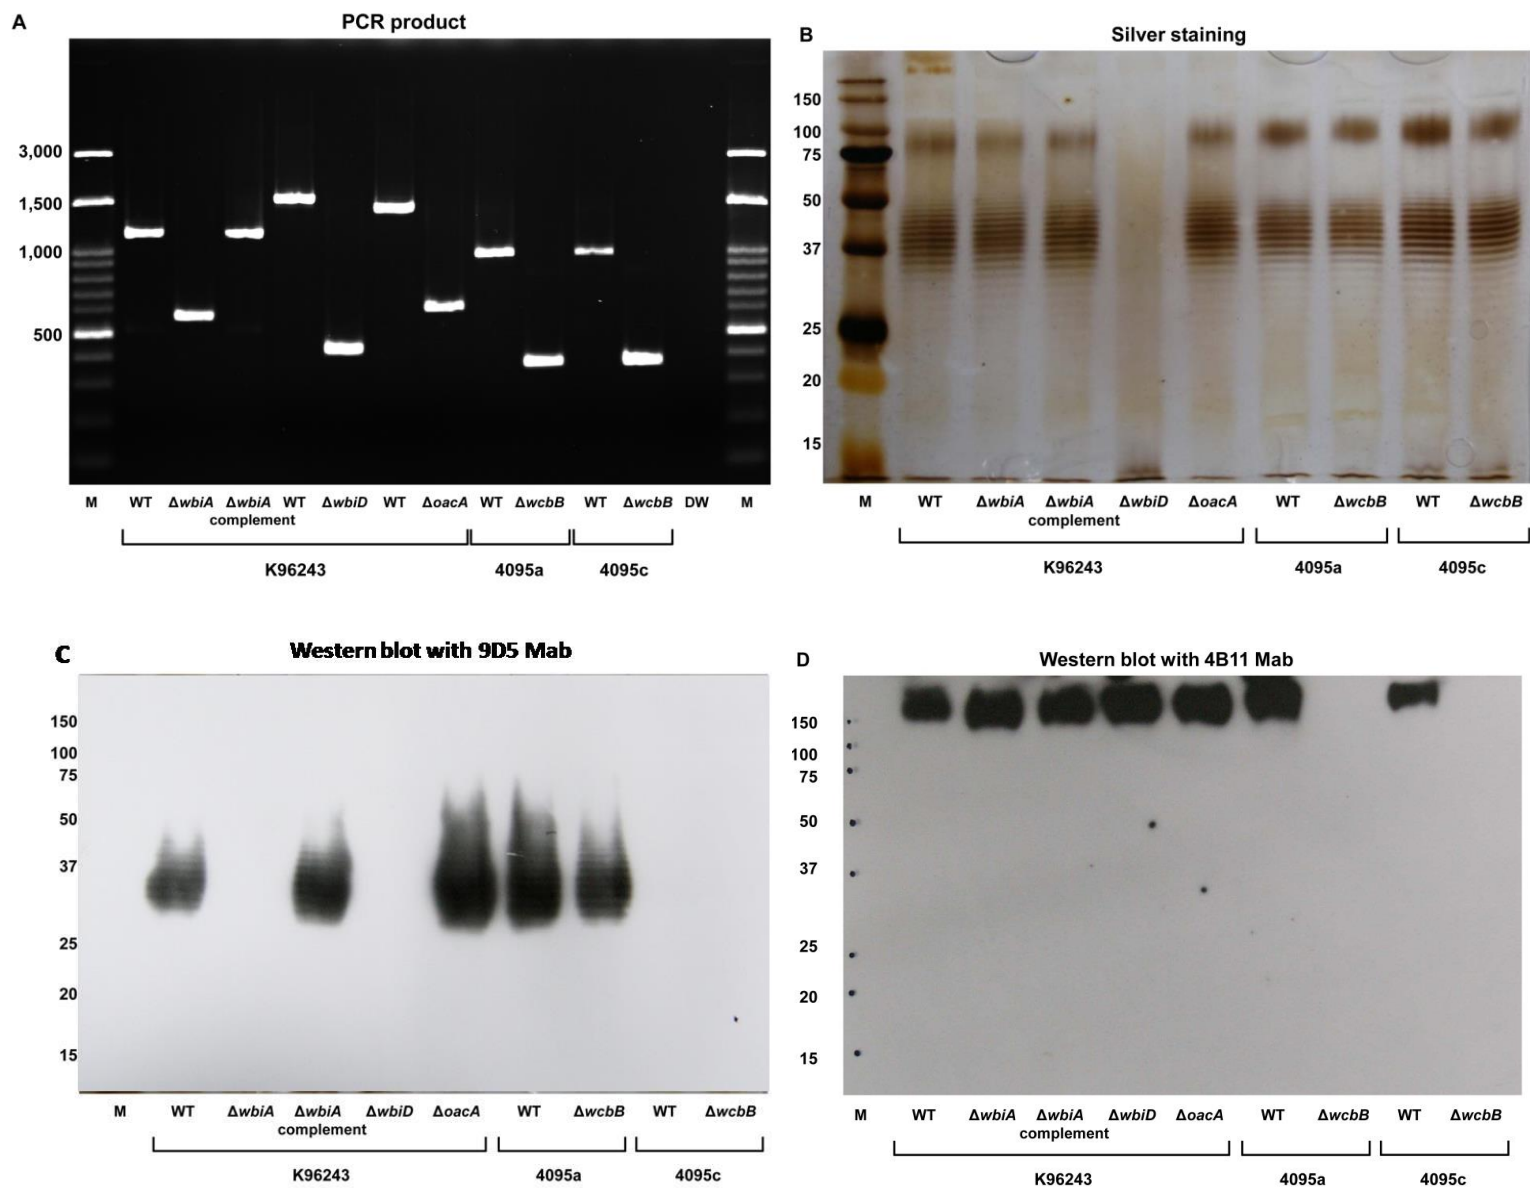 A
PCR product
3,000
1,500
1,000
500
M WT ΔwbiA ΔwbiA WT ΔwbiD WT ΔoacA WT ΔwcbB WT ΔwcbB DW M
complement
K96243 4095a 4095c
B
Silver staining
150
100
75
50
37
25
20
15
WT ΔwbiA ΔwbiA ΔwbiD ΔoacA WT ΔwcbB WT ΔwcbB
complement
K96243 4095a 4095c
C
Western blot with 9D5 Mab
150
100
75
50
37
25
20
15
M WT ΔwbiA ΔwbiA ΔwbiD ΔoacA WT ΔwcbB WT ΔwcbB
complement
K96243 4095a 4095c
D
Western blot with 4B11 Mab
150
100
75
50
37
25
20
15
M WT ΔwbiA ΔwbiA ΔwbiD ΔoacA WT ΔwcbB WT ΔwcbB
complement
K96243 4095a 4095c